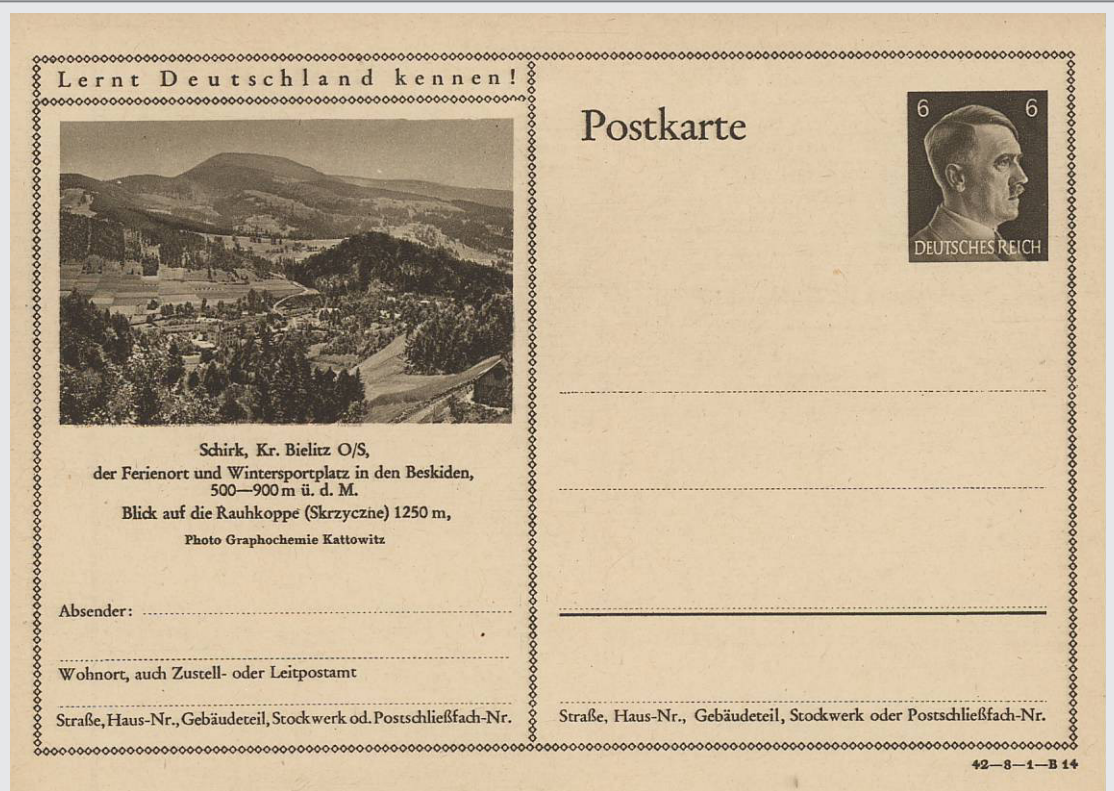 Lernt Deutschland kennen!
Schirk, Kr. Bielitz O/S,
der Ferienort und Wintersportplatz in den Beskiden,
500—900 m ü. d. M.
Blick auf die Rauhkoppe (Skrzyczne) 1250 m,
Photo Graphochemie Kattowitz
Absender:
Wohnort, auch Zustell- oder Leitpostamt
Straße, Haus-Nr., Gebäudeteil, Stockwerk od. Postschließfach-Nr.
Postkarte
6 6
DEUTSCHES REICH
Straße, Haus-Nr., Gebäudeteil, Stockwerk oder Postschließfach-Nr.
42—8—1—B 14